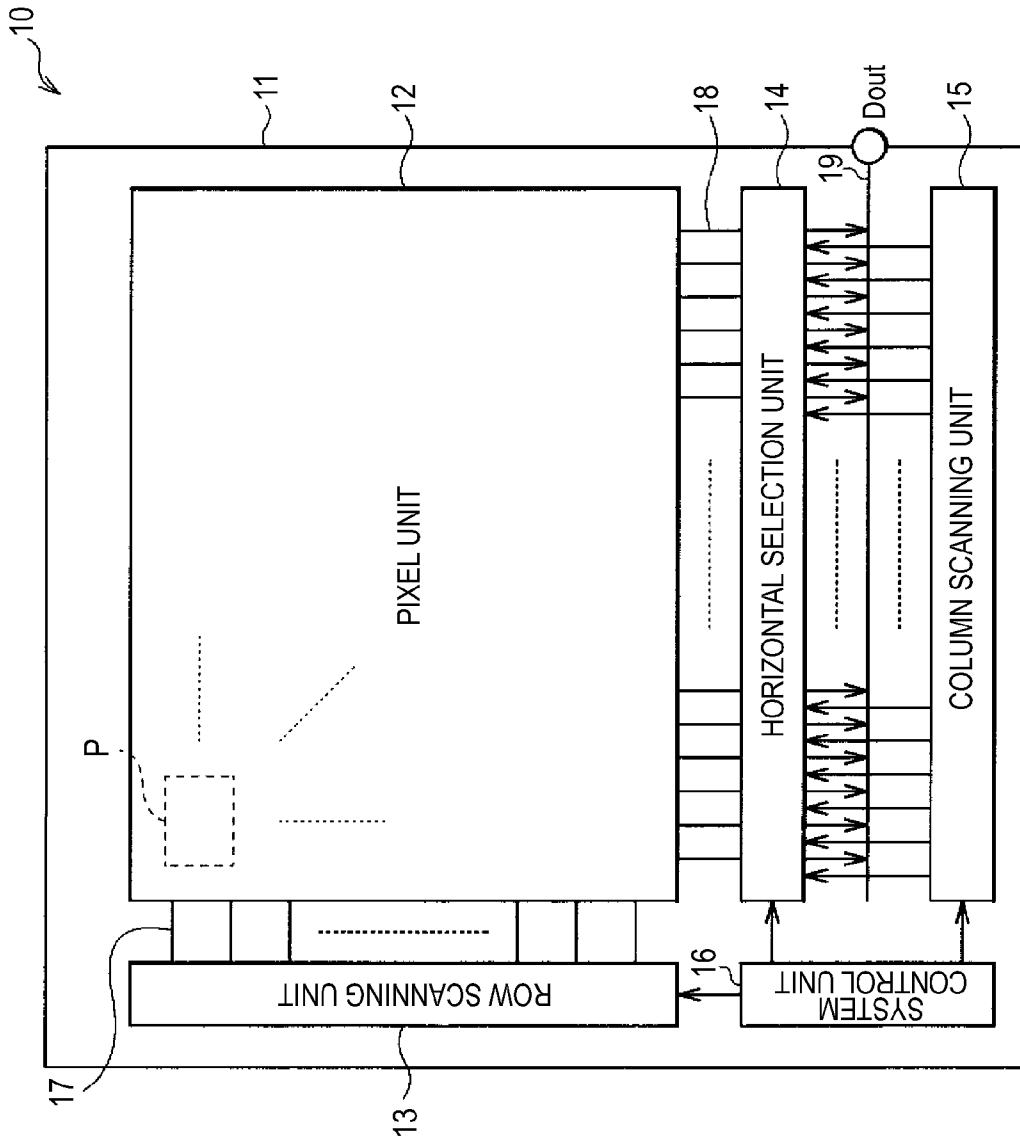 10
11
12
P
PIXEL UNIT
17
ROW SCANNING UNIT
13
18
14
HORIZONTAL SELECTION UNIT
16
SYSTEM
CONTROL UNIT
19
Dout
COLUMN SCANNING UNIT
15